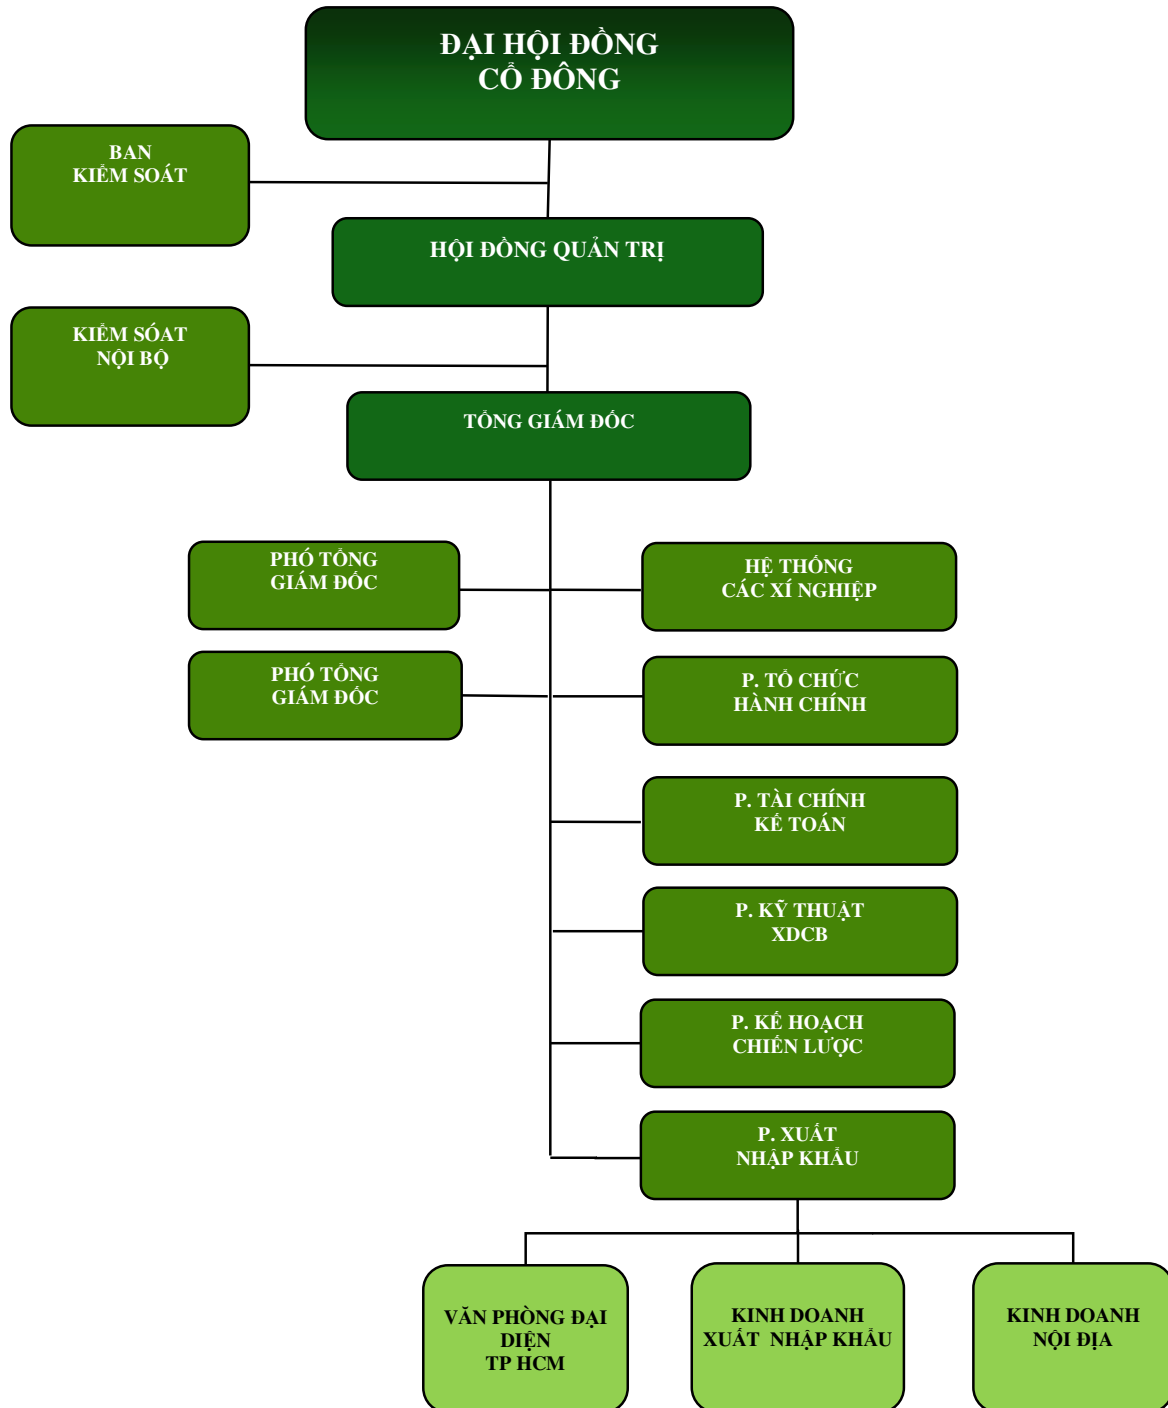 ĐẠI HỘI ĐỒNG
CỔ ĐÔNG
BAN
KIỂM SOÁT
HỘI ĐỒNG QUẢN TRỊ
KIỂM SÓAT
NỘI BỘ
TỔNG GIÁM ĐỐC
PHÓ TỔNG
GIÁM ĐỐC
HỆ THỐNG
CÁC XÍ NGHIỆP
PHÓ TỔNG
GIÁM ĐỐC
P. TỔ CHỨC
HÀNH CHÍNH
P. TÀI CHÍNH
KẾ TOÁN
P. KỸ THUẬT
XDCB
P. KẾ HOẠCH
CHIẾN LƯỢC
P. XUẤT
NHẬP KHẨU
VĂN PHÒNG ĐẠI
DIỆN
TP HCM
KINH DOANH
XUẤT NHẬP KHẨU
KINH DOANH
NỘI ĐỊA